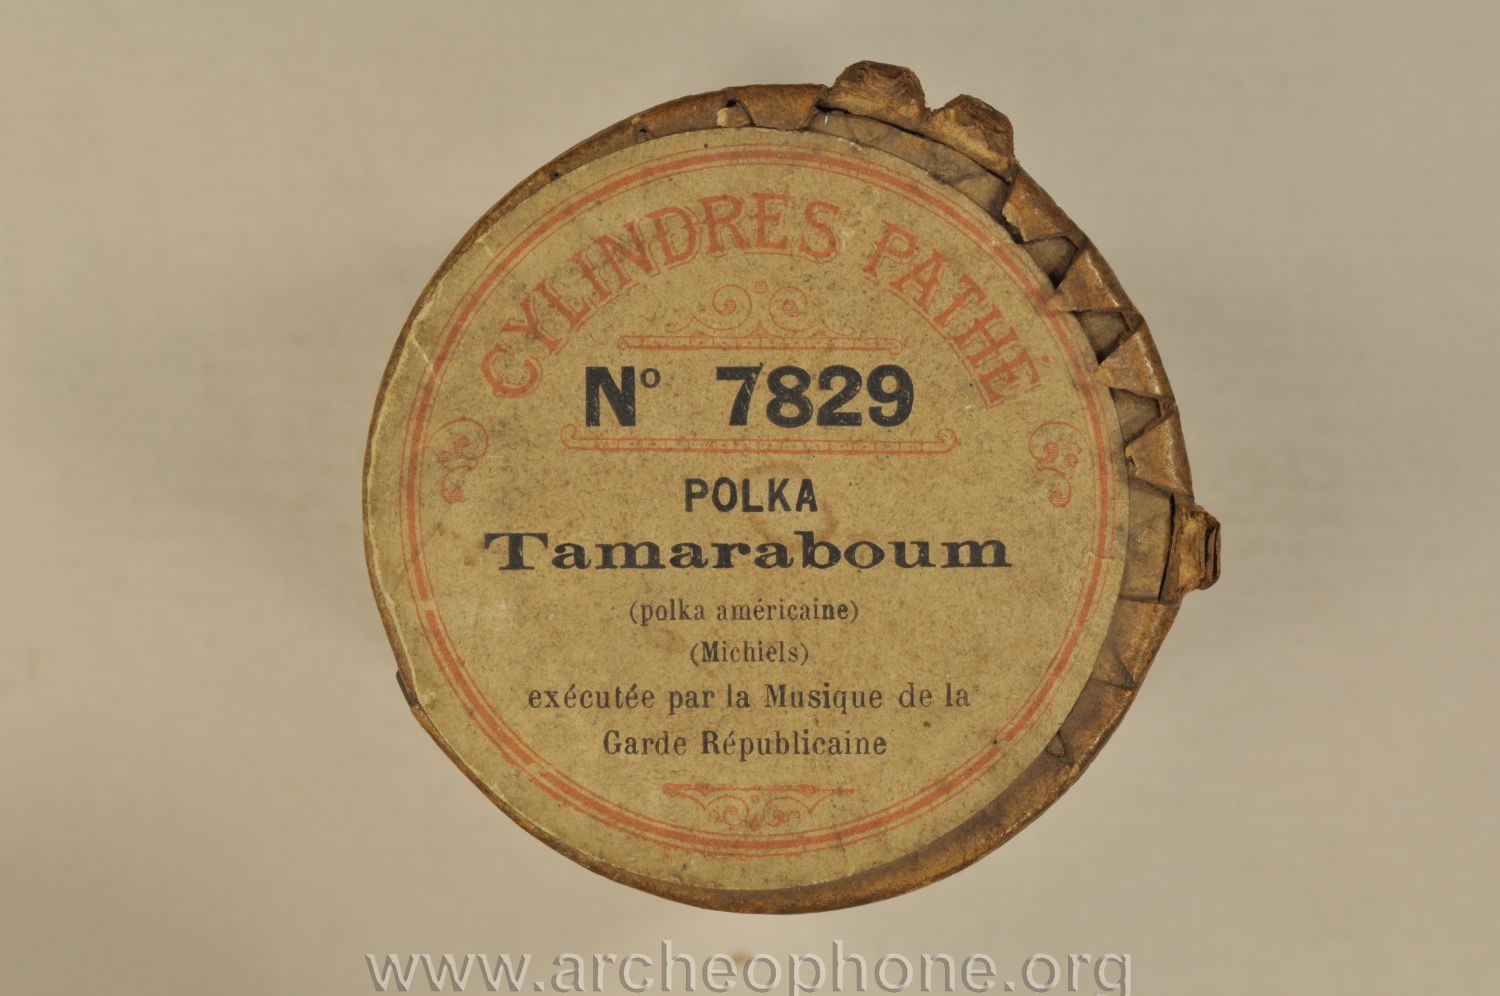 CYLINDRES PATHÉ
Nº 7829
POLKA
Tamaraboum
(polka américaine)
(Michiels)
exécutée par la Musique de la
Garde Républicaine
www.archeophone.org